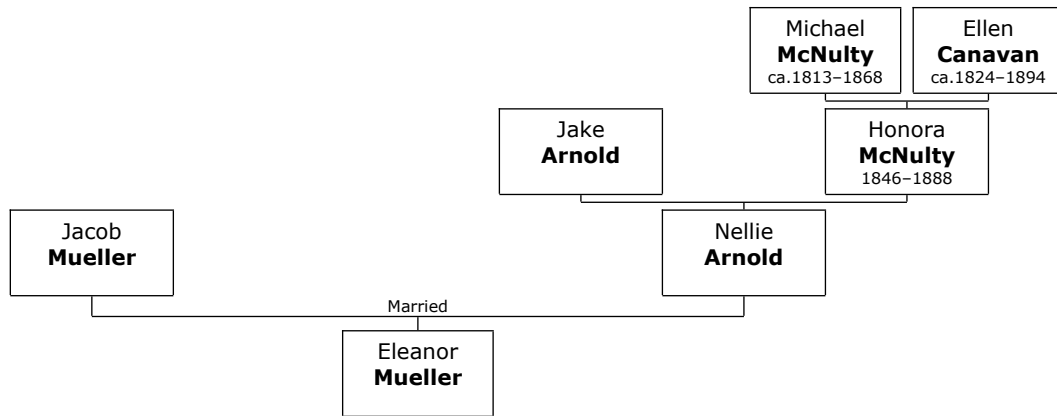 Michael
McNulty
ca.1813–1868
Ellen
Canavan
ca.1824–1894
Jake
Arnold
Honora
McNulty
1846–1888
Jacob
Mueller
Nellie
Arnold
Married
Eleanor
Mueller